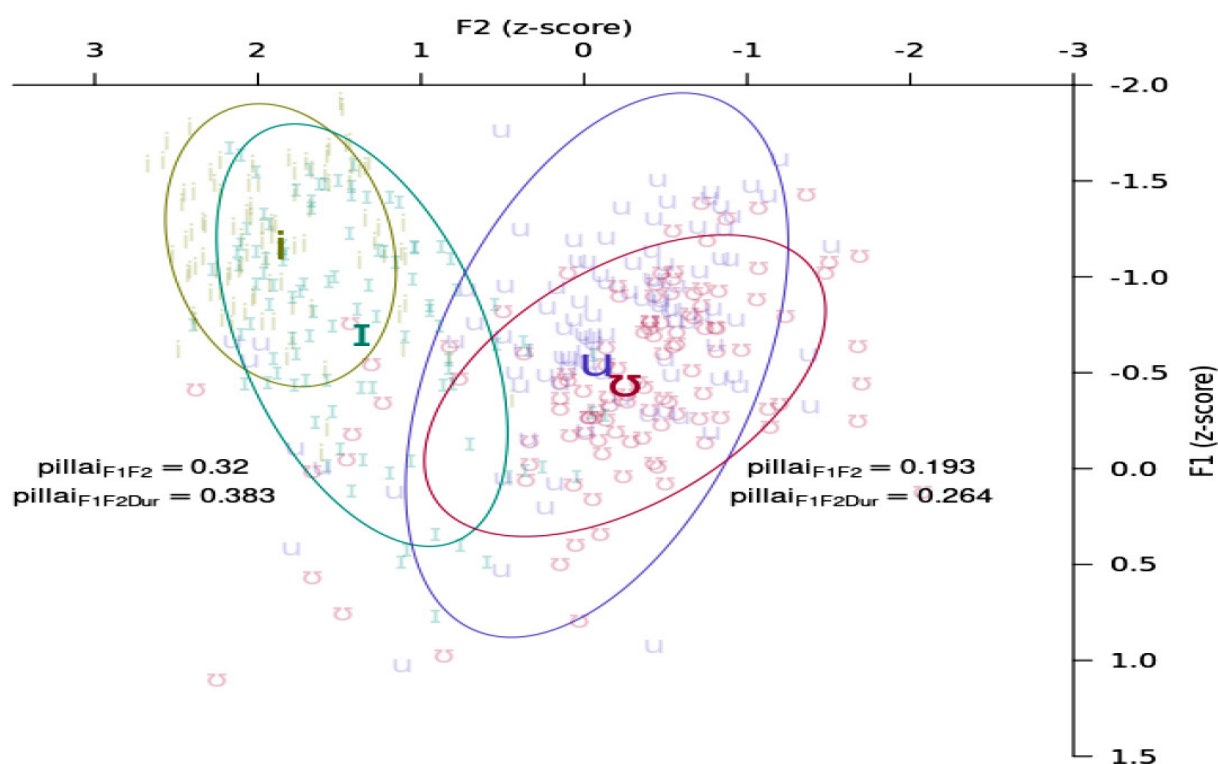 F2 (z-score)
3 2 1 0 -1 -2 -3
-2.0
-1.5
-1.0
-0.5
0.0
0.5
1.0
1.5
F1 (z-score)
i
ɪ
u
ʊ
pillaiF1F2 = 0.32
pillaiF1F2Dur = 0.383
pillaiF1F2 = 0.193
pillaiF1F2Dur = 0.264